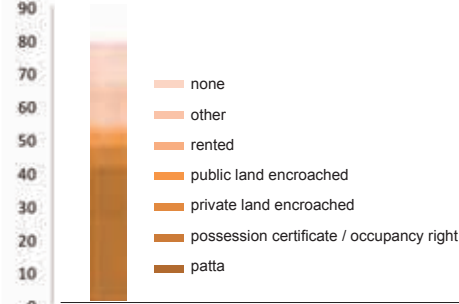 90
80
70
60
50
40
30
20
10
0
none
other
rented
public land encroached
private land encroached
possession certificate / occupancy right
patta